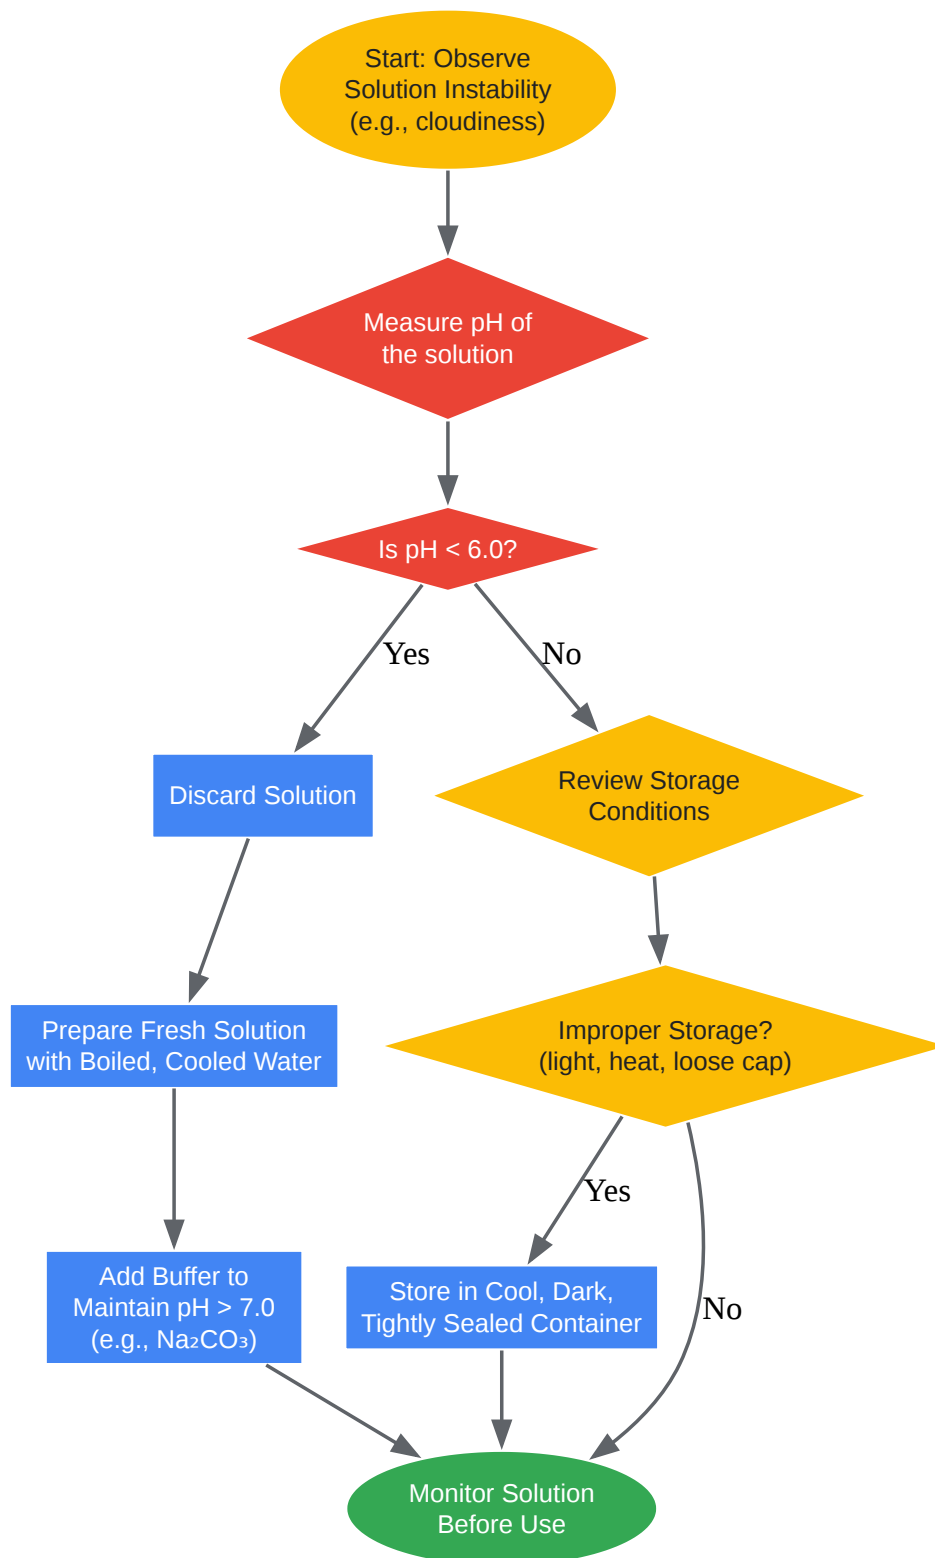 Start: Observe
Solution Instability
(e.g., cloudiness)
Measure pH of
the solution
Is pH < 6.0?
Yes
No
Discard Solution
Review Storage
Conditions
Prepare Fresh Solution
with Boiled, Cooled Water
Improper Storage?
(light, heat, loose cap)
Yes
No
Add Buffer to
Maintain pH > 7.0
(e.g., Na₂CO₃)
Store in Cool, Dark,
Tightly Sealed Container
Monitor Solution
Before Use